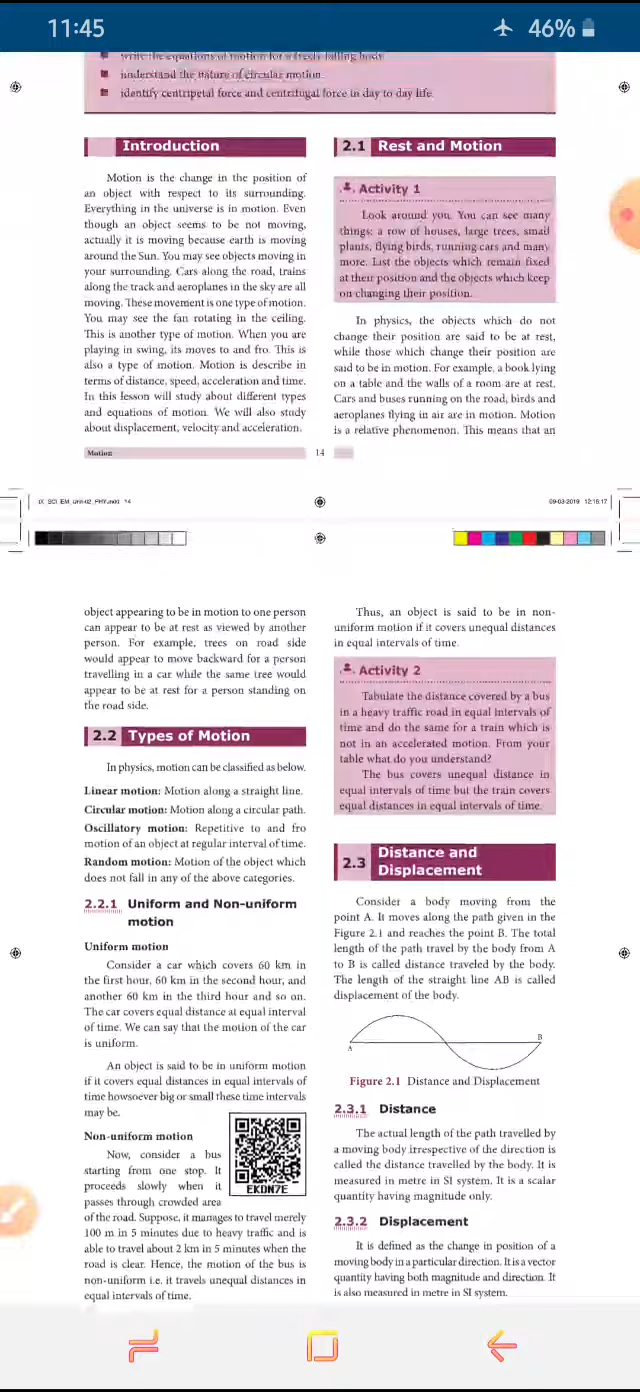 11:45
46%
write the equations of motion for a freely falling body.
understand the nature of circular motion.
identify centripetal force and centrifugal force in day to day life.
Introduction
Motion is the change in the position of
an object with respect to its surrounding.
Everything in the universe is in motion. Even
though an object seems to be not moving,
actually it is moving because earth is moving
around the Sun. You may see objects moving in
your surrounding. Cars along the road, trains
along the track and aeroplanes in the sky are all
moving. These movement is one type of motion.
You may see the fan rotating in the ceiling.
This is another type of motion. When you are
playing in swing, its moves to and fro. This is
also a type of motion. Motion is describe in
terms of distance, speed, acceleration and time.
In this lesson will study about different types
and equations of motion. We will also study
about displacement, velocity and acceleration.
2.1 Rest and Motion
Activity 1
Look around you. You can see many
things: a row of houses, large trees, small
plants, flying birds, running cars and many
more. List the objects which remain fixed
at their position and the objects which keep
on changing their position.
In physics, the objects which do not
change their position are said to be at rest,
while those which change their position are
said to be in motion. For example, a book lying
on a table and the walls of a room are at rest.
Cars and buses running on the road, birds and
aeroplanes flying in air are in motion. Motion
is a relative phenomenon. This means that an
Motion
14
IX_SCI_EM_Unit-02_PHY.indd 14
09-03-2019 12:15:17
object appearing to be in motion to one person
can appear to be at rest as viewed by another
person. For example, trees on road side
would appear to move backward for a person
travelling in a car while the same tree would
appear to be at rest for a person standing on
the road side.
2.2 Types of Motion
In physics, motion can be classified as below.
Linear motion: Motion along a straight line.
Circular motion: Motion along a circular path.
Oscillatory motion: Repetitive to and fro
motion of an object at regular interval of time.
Random motion: Motion of the object which
does not fall in any of the above categories.
2.2.1 Uniform and Non-uniform
motion
Uniform motion
Consider a car which covers 60 km in
the first hour, 60 km in the second hour, and
another 60 km in the third hour and so on.
The car covers equal distance at equal interval
of time. We can say that the motion of the car
is uniform.
An object is said to be in uniform motion
if it covers equal distances in equal intervals of
time howsoever big or small these time intervals
may be.
Non-uniform motion
Now, consider a bus
starting from one stop. It
proceeds slowly when it
passes through crowded area
EKDN7E
of the road. Suppose, it manages to travel merely
100 m in 5 minutes due to heavy traffic and is
able to travel about 2 km in 5 minutes when the
road is clear. Hence, the motion of the bus is
non-uniform i.e. it travels unequal distances in
equal intervals of time.
Thus, an object is said to be in non-
uniform motion if it covers unequal distances
in equal intervals of time.
Activity 2
Tabulate the distance covered by a bus
in a heavy traffic road in equal intervals of
time and do the same for a train which is
not in an accelerated motion. From your
table what do you understand?
The bus covers unequal distance in
equal intervals of time but the train covers
equal distances in equal intervals of time.
2.3 Distance and
Displacement
Consider a body moving from the
point A. It moves along the path given in the
Figure 2.1 and reaches the point B. The total
length of the path travel by the body from A
to B is called distance traveled by the body.
The length of the straight line AB is called
displacement of the body.
A
B
Figure 2.1 Distance and Displacement
2.3.1 Distance
The actual length of the path travelled by
a moving body irrespective of the direction is
called the distance travelled by the body. It is
measured in metre in SI system. It is a scalar
quantity having magnitude only.
2.3.2 Displacement
It is defined as the change in position of a
moving body in a particular direction. It is a vector
quantity having both magnitude and direction. It
is also measured in metre in SI system.